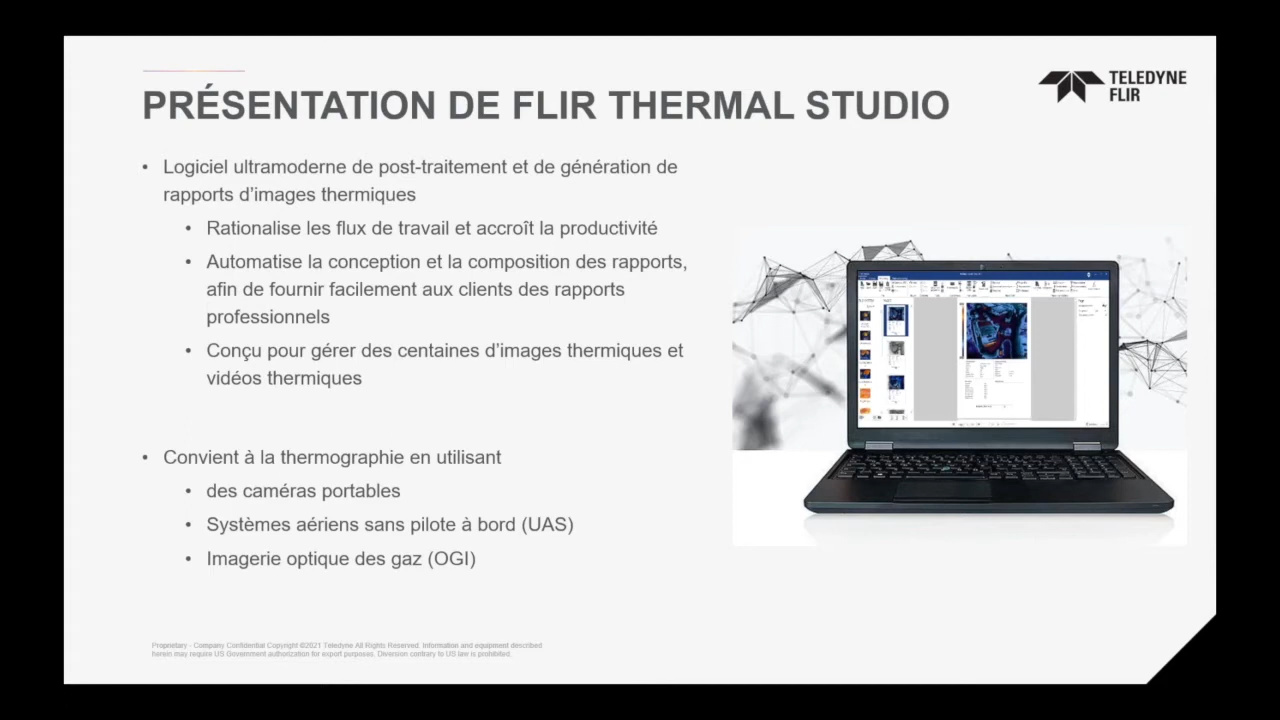 TELEDYNE
FLIR
PRÉSENTATION DE FLIR THERMAL STUDIO
• Logiciel ultramoderne de post-traitement et de génération de
rapports d’images thermiques
• Rationalise les flux de travail et accroît la productivité
• Automatise la conception et la composition des rapports,
afin de fournir facilement aux clients des rapports
professionnels
• Conçu pour gérer des centaines d’images thermiques et
vidéos thermiques
• Convient à la thermographie en utilisant
• des caméras portables
• Systèmes aériens sans pilote à bord (UAS)
• Imagerie optique des gaz (OGI)
Proprietary - Company Confidential Copyright ©2021 Teledyne All Rights Reserved. Information and equipment described
herein may require US Government authorization for export purposes. Diversion contrary to US law is prohibited.